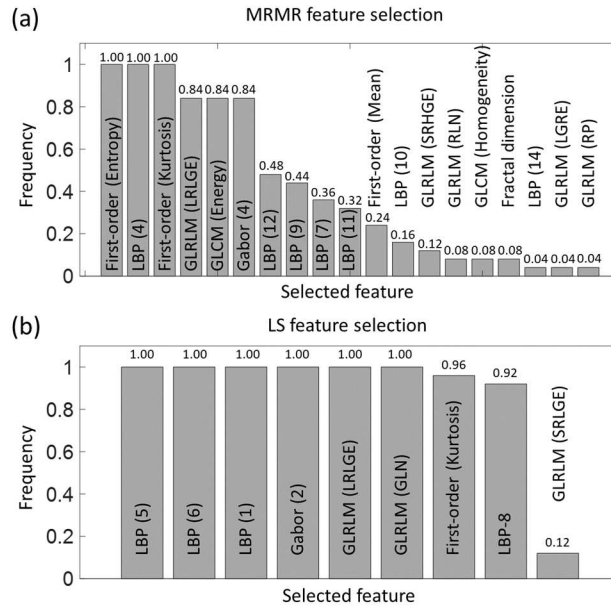 (a)
MRMR feature selection
Frequency
1
0.8
0.6
0.4
0.2
0
1.00 1.00 1.00
0.84 0.84 0.84
0.48
0.44
0.36
0.32
0.24
0.16
0.12
0.08 0.08 0.08
0.04 0.04 0.04
First-order (Entropy)
LBP (4)
First-order (Kurtosis)
GLRLM (LRLGE)
GLCM (Energy)
Gabor (4)
LBP (12)
LBP (9)
LBP (7)
LBP (11)
First-order (Mean)
LBP (10)
GLRLM (SRHGE)
GLRLM (RLN)
GLCM (Homogeneity)
Fractal dimension
LBP (14)
GLRLM (LGRE)
GLRLM (RP)
Selected feature
(b)
LS feature selection
Frequency
1
0.8
0.6
0.4
0.2
0
1.00 1.00 1.00 1.00 1.00 1.00
0.96
0.92
0.12
LBP (5)
LBP (6)
LBP (1)
Gabor (2)
GLRLM (LRLGE)
GLRLM (GLN)
First-order (Kurtosis)
LBP-8
GLRLM (SRLGE)
Selected feature